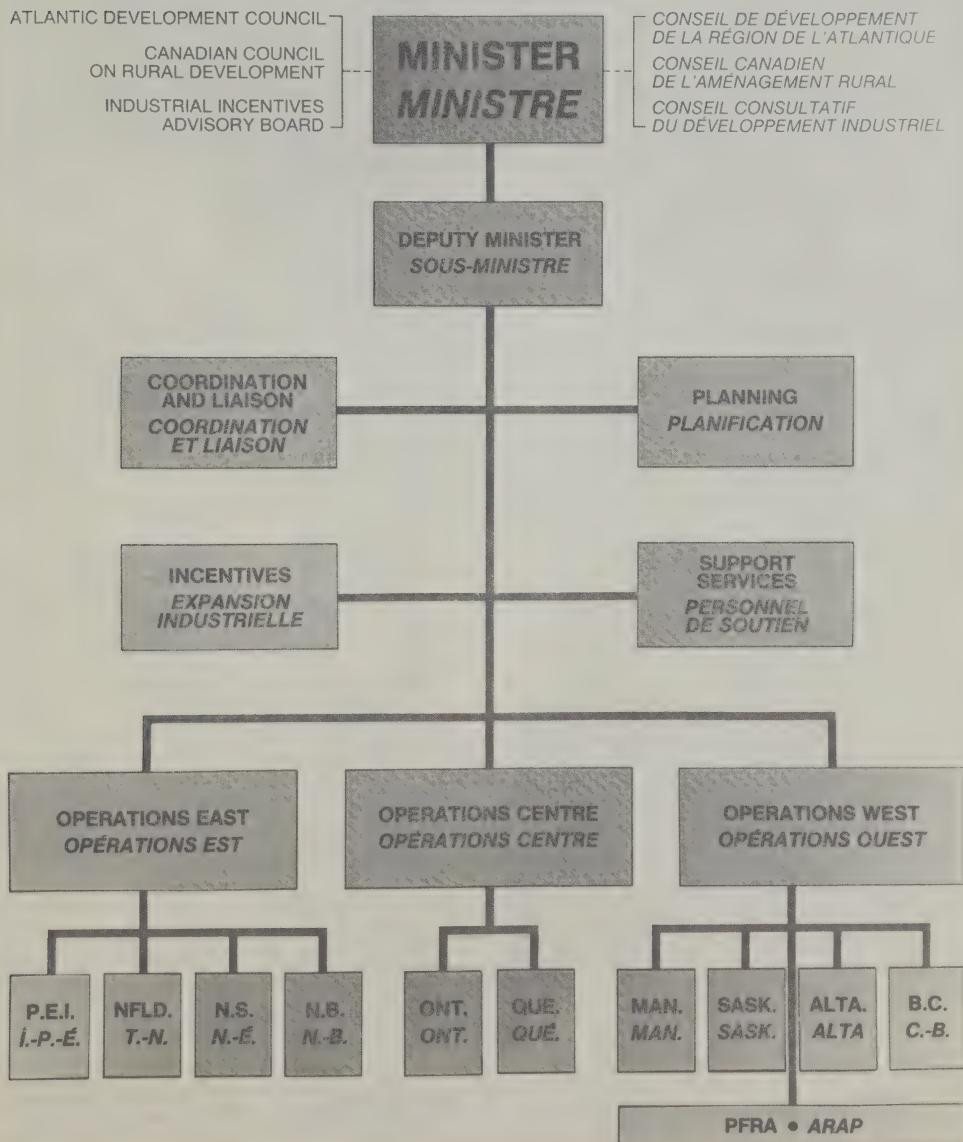 ATLANTIC DEVELOPMENT COUNCIL
CANADIAN COUNCIL
ON RURAL DEVELOPMENT
INDUSTRIAL INCENTIVES
ADVISORY BOARD
MINISTER
MINISTRE
CONSEIL DE DÉVELOPPEMENT
DE LA RÉGION DE L'ATLANTIQUE
CONSEIL CANADIEN
DE L'AMÉNAGEMENT RURAL
CONSEIL CONSULTATIF
DU DÉVELOPPEMENT INDUSTRIEL
DEPUTY MINISTER
SOUS-MINISTRE
COORDINATION
AND LIAISON
COORDINATION
ET LIAISON
PLANNING
PLANIFICATION
INCENTIVES
EXPANSION
INDUSTRIELLE
SUPPORT
SERVICES
PERSONNEL
DE SOUTIEN
OPERATIONS EAST
OPÉRATIONS EST
OPERATIONS CENTRE
OPÉRATIONS CENTRE
OPERATIONS WEST
OPÉRATIONS OUEST
P.E.I.
Î.-P.-É.
NFLD.
T.-N.
N.S.
N.-É.
N.B.
N.-B.
ONT.
ONT.
QUE.
QUÉ.
MAN.
MAN.
SASK.
SASK.
ALTA.
ALTA
B.C.
C.-B.
PFRA • ARAP